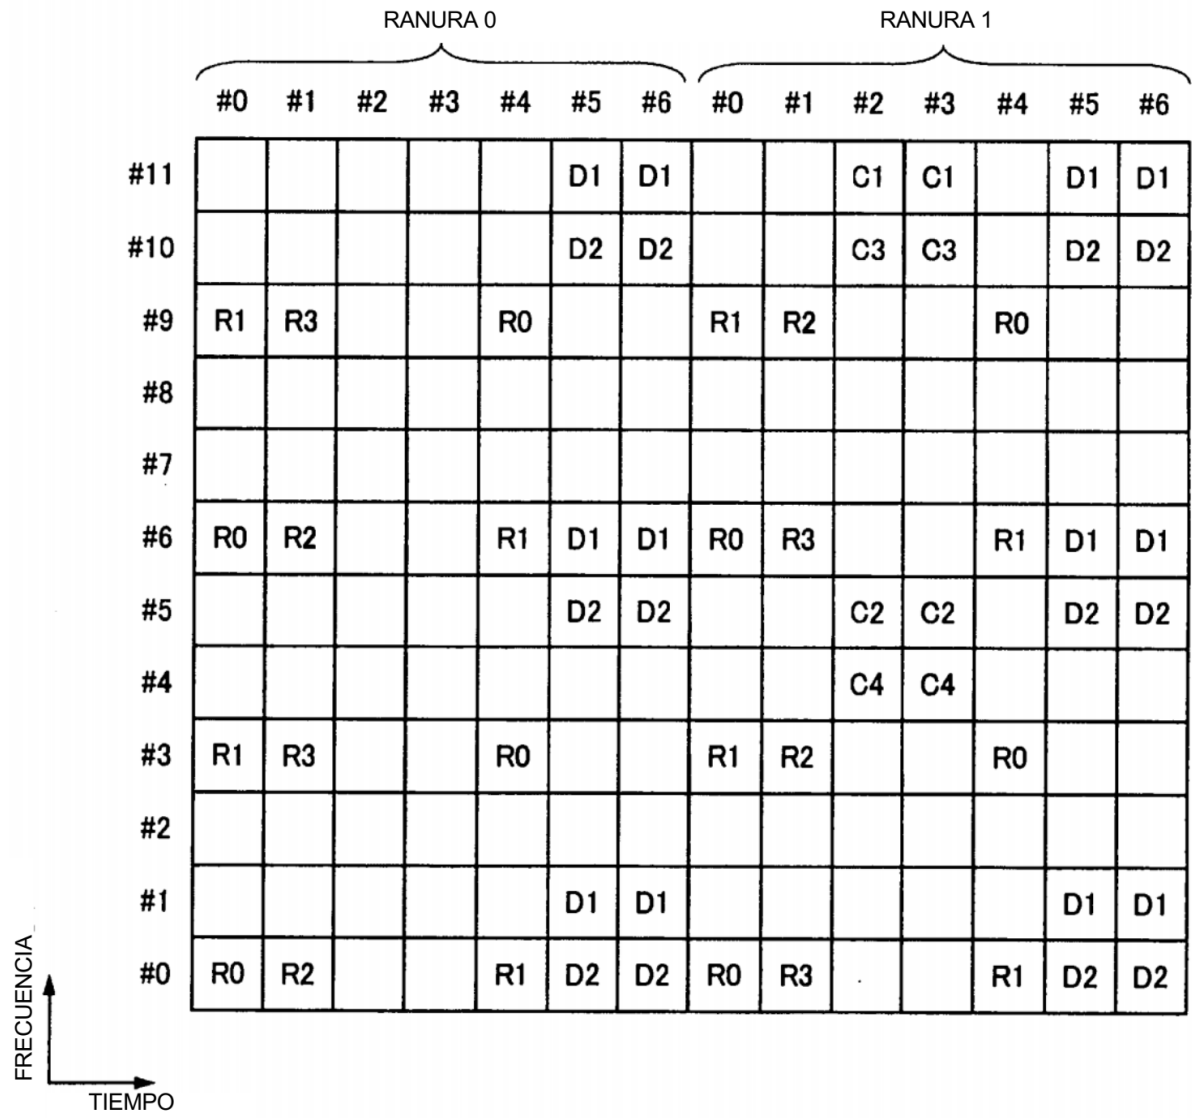 RANURA 0 RANURA 1
#0 #1 #2 #3 #4 #5 #6 #0 #1 #2 #3 #4 #5 #6
#11 D1 D1 C1 C1 D1 D1
#10 D2 D2 C3 C3 D2 D2
#9 R1 R3 R0 R1 R2 R0
#8
#7
#6 R0 R2 R1 D1 D1 R0 R3 R1 D1 D1
#5 D2 D2 C2 C2 D2 D2
#4 C4 C4
#3 R1 R3 R0 R1 R2 R0
#2
#1 D1 D1 D1 D1
#0 R0 R2 R1 D2 D2 R0 R3 R1 D2 D2
FRECUENCIA
TIEMPO